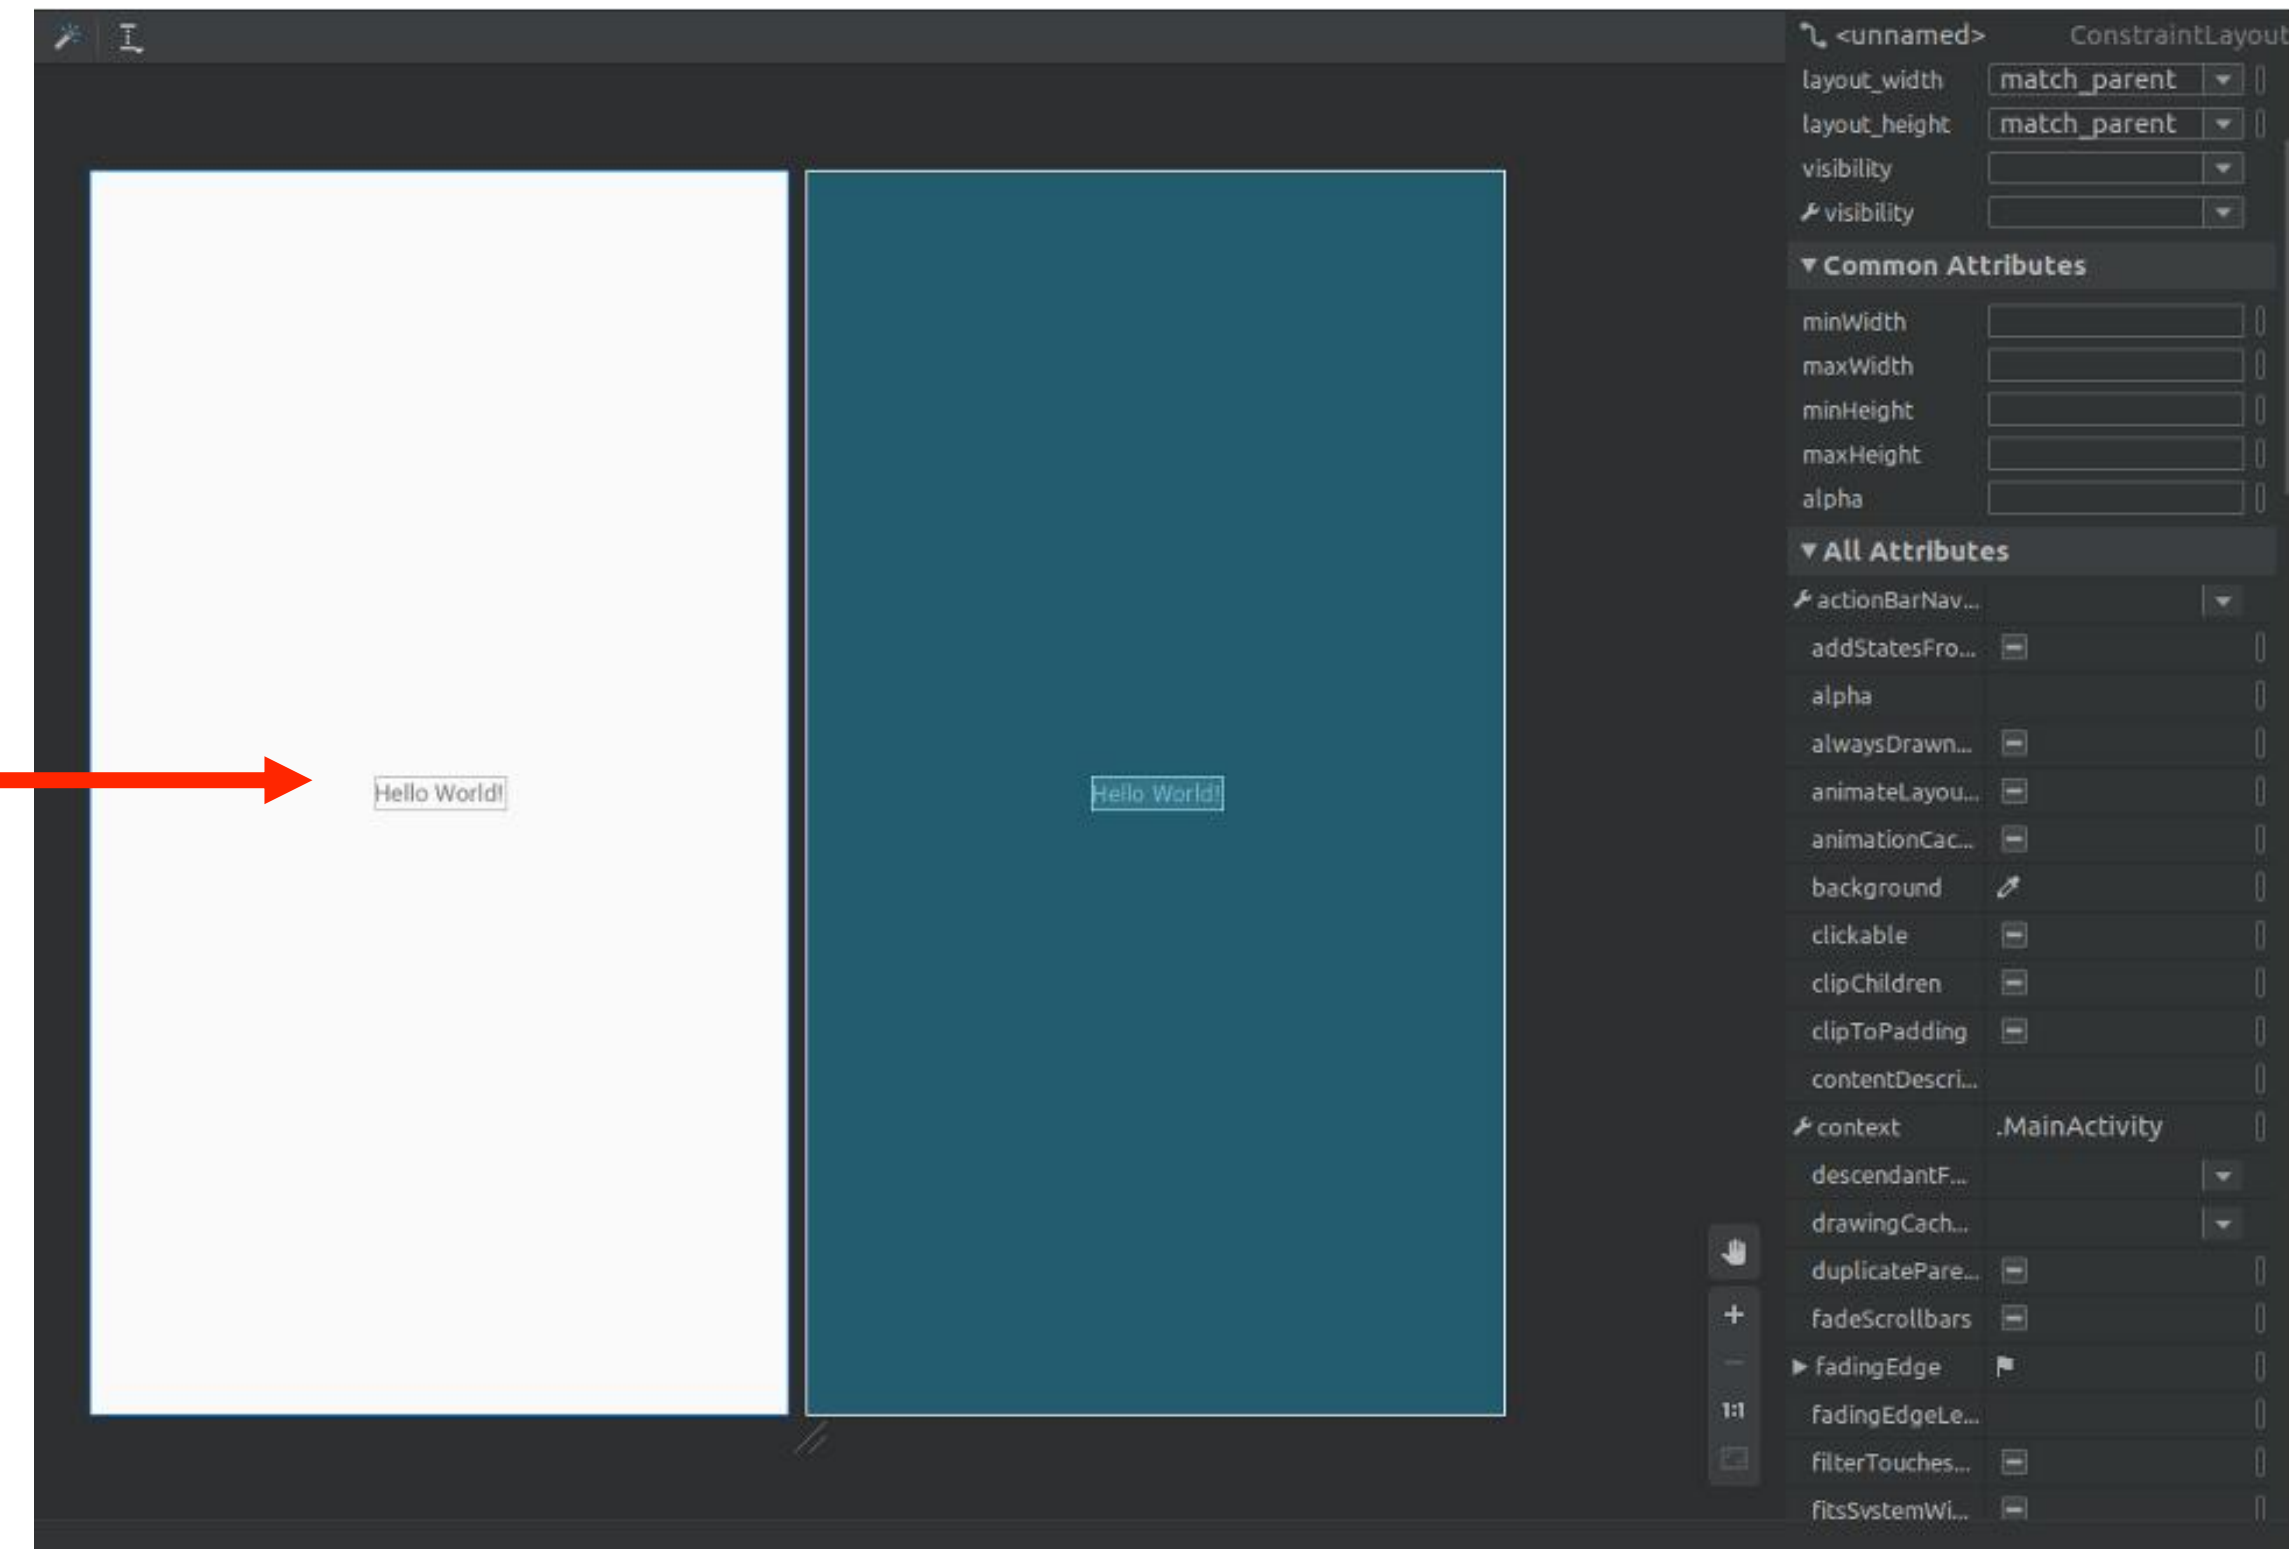 <unnamed> ConstraintLayout
layout_width match_parent
layout_height match_parent
visibility
visibility
Common Attributes
minWidth
maxWidth
minHeight
maxHeight
alpha
All Attributes
actionBarNav...
addStatesFro...
alpha
alwaysDrawn...
Hello World!
Hello World!
animateLayou...
animationCac...
background
clickable
clipChildren
clipToPadding
contentDescri...
context .MainActivity
descendantF...
drawingCach...
duplicatePare...
fadeScrollbars
fadingEdge
1:1
fadingEdgeLe...
filterTouches...
fitsSystemWi...